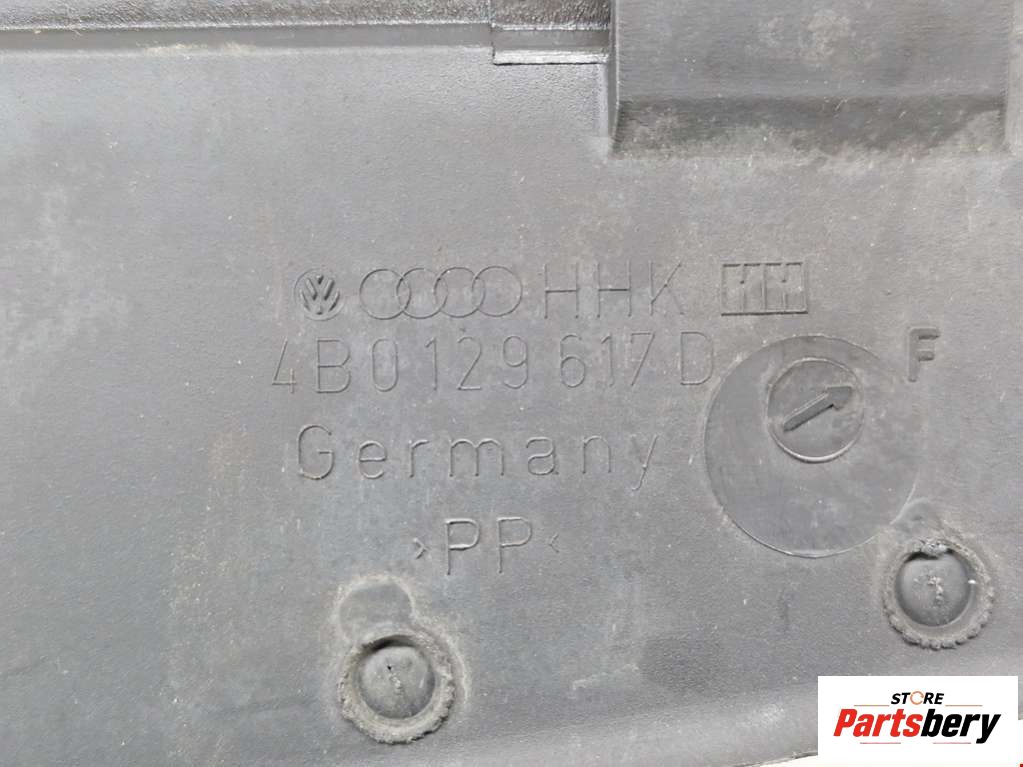 HHK
4B0 129 617 D
F
Germany
>PP<
STORE
Partsbery